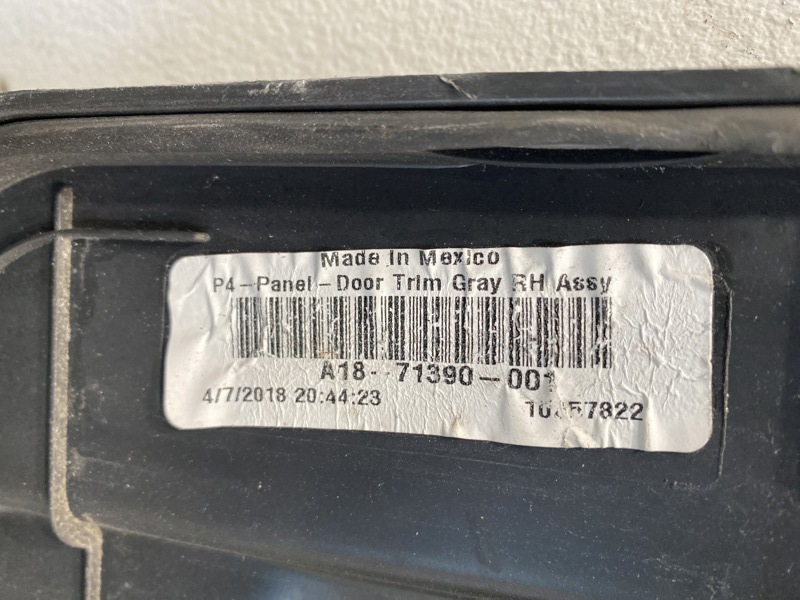 Made In Mexico
P4-Panel-Door Trim Gray RH Assy
A18-71390-001
4/7/2018 20:44:23